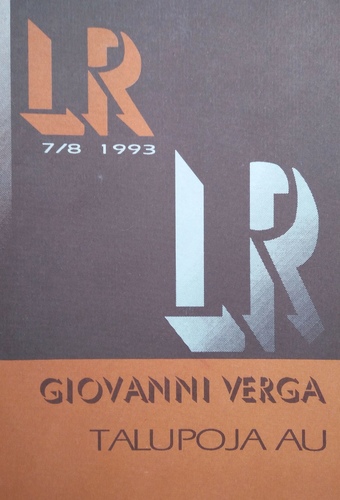 LR
7/8 1993
LR
GIOVANNI VERGA
TALUPOJA AU